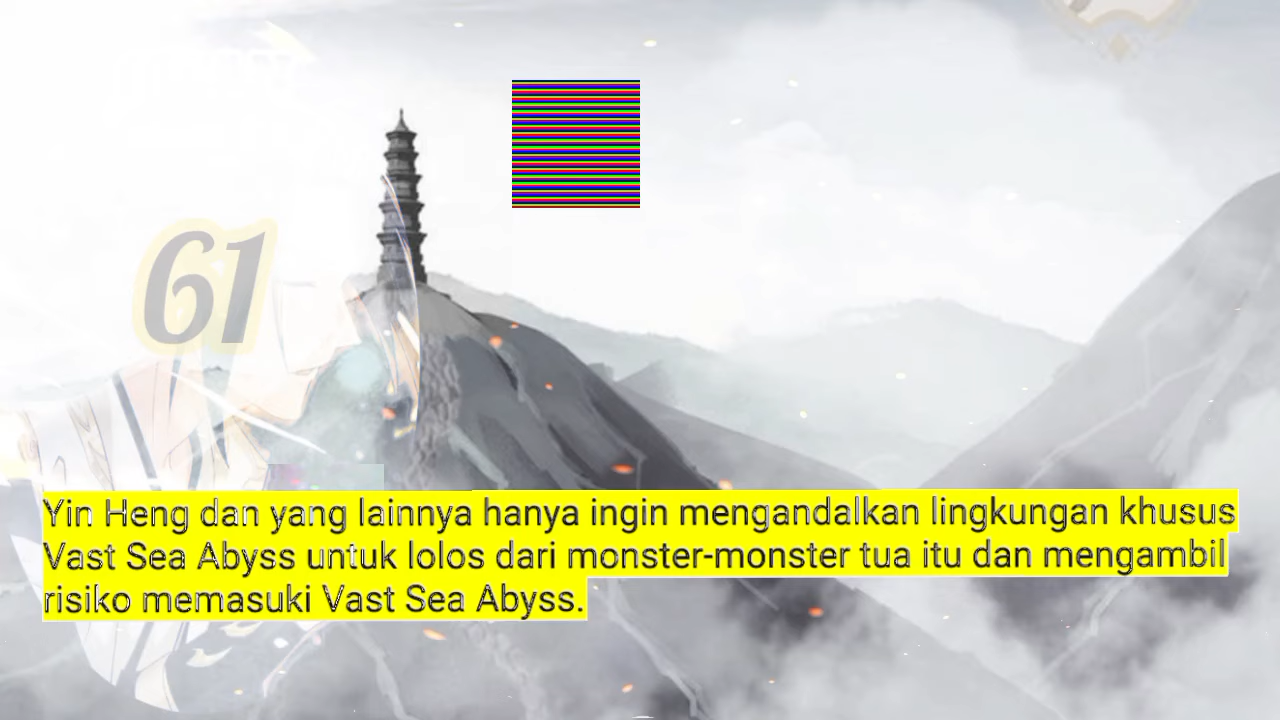 61
Yin Heng dan yang lainnya hanya ingin mengandalkan lingkungan khusus
Vast Sea Abyss untuk lolos dari monster-monster tua itu dan mengambil
risiko memasuki Vast Sea Abyss.